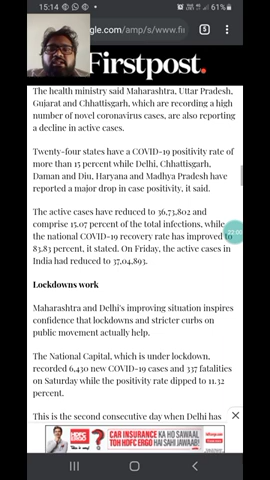 15:14
61%
gle.com/amp/s/www.fi
5
Firstpost.
The health ministry said Maharashtra, Uttar Pradesh,
Gujarat and Chhattisgarh, which are recording a high
number of novel coronavirus cases, are also reporting
a decline in active cases.
Twenty-four states have a COVID-19 positivity rate of
more than 15 percent while Delhi, Chhattisgarh,
Daman and Diu, Haryana and Madhya Pradesh have
reported a major drop in case positivity, it said.
The active cases have reduced to 36,73,802 and
comprise 15.07 percent of the total infections, while
the national COVID-19 recovery rate has improved to
83.83 percent, it stated. On Friday, the active cases in
India had reduced to 37,04,893.
22:06
Lockdowns work
Maharashtra and Delhi's improving situation inspires
confidence that lockdowns and stricter curbs on
public movement actually help.
The National Capital, which is under lockdown,
recorded 6,430 new COVID-19 cases and 337 fatalities
on Saturday while the positivity rate dipped to 11.32
percent.
This is the second consecutive day when Delhi has
HDFC ERGO
CAR INSURANCE KA HO SAWAAL
TOH HDFC ERGO HAI SAHI JAWAAB!